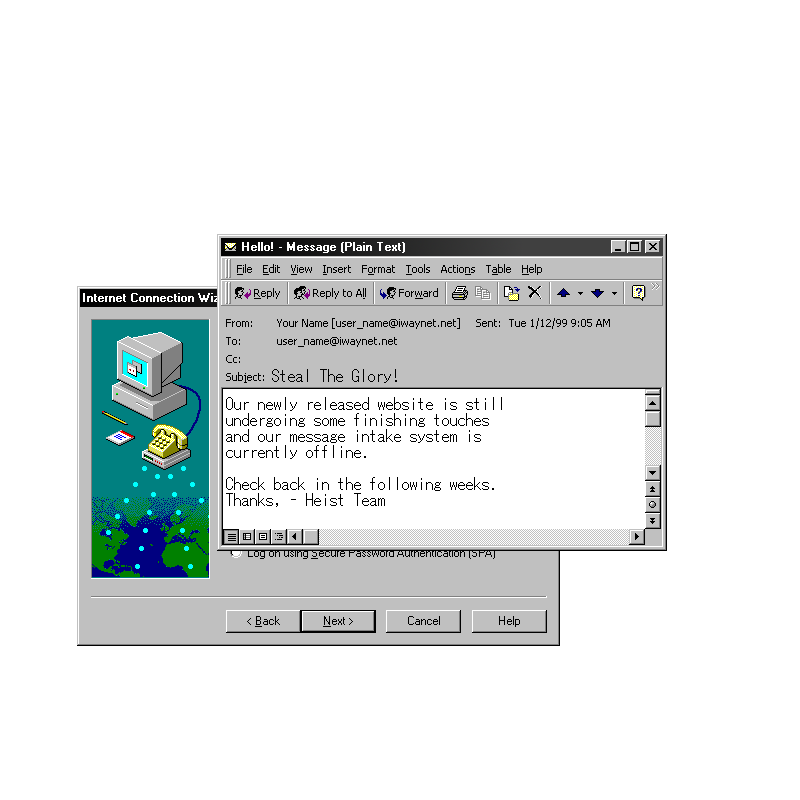 Hello! - Message (Plain Text)
File Edit View Insert Format Tools Actions Table Help
Reply Reply to All Forward
From: Your Name [user_name@iwaynet.net] Sent: Tue 1/12/99 9:05 AM
To: user_name@iwaynet.net
Cc:
Subject: Steal The Glory!
Our newly released website is still
undergoing some finishing touches
and our message intake system is
currently offline.
Check back in the following weeks.
Thanks, - Heist Team
Internet Connection Wiz
Log on using Secure Password Authentication (SPA)
< Back Next > Cancel Help